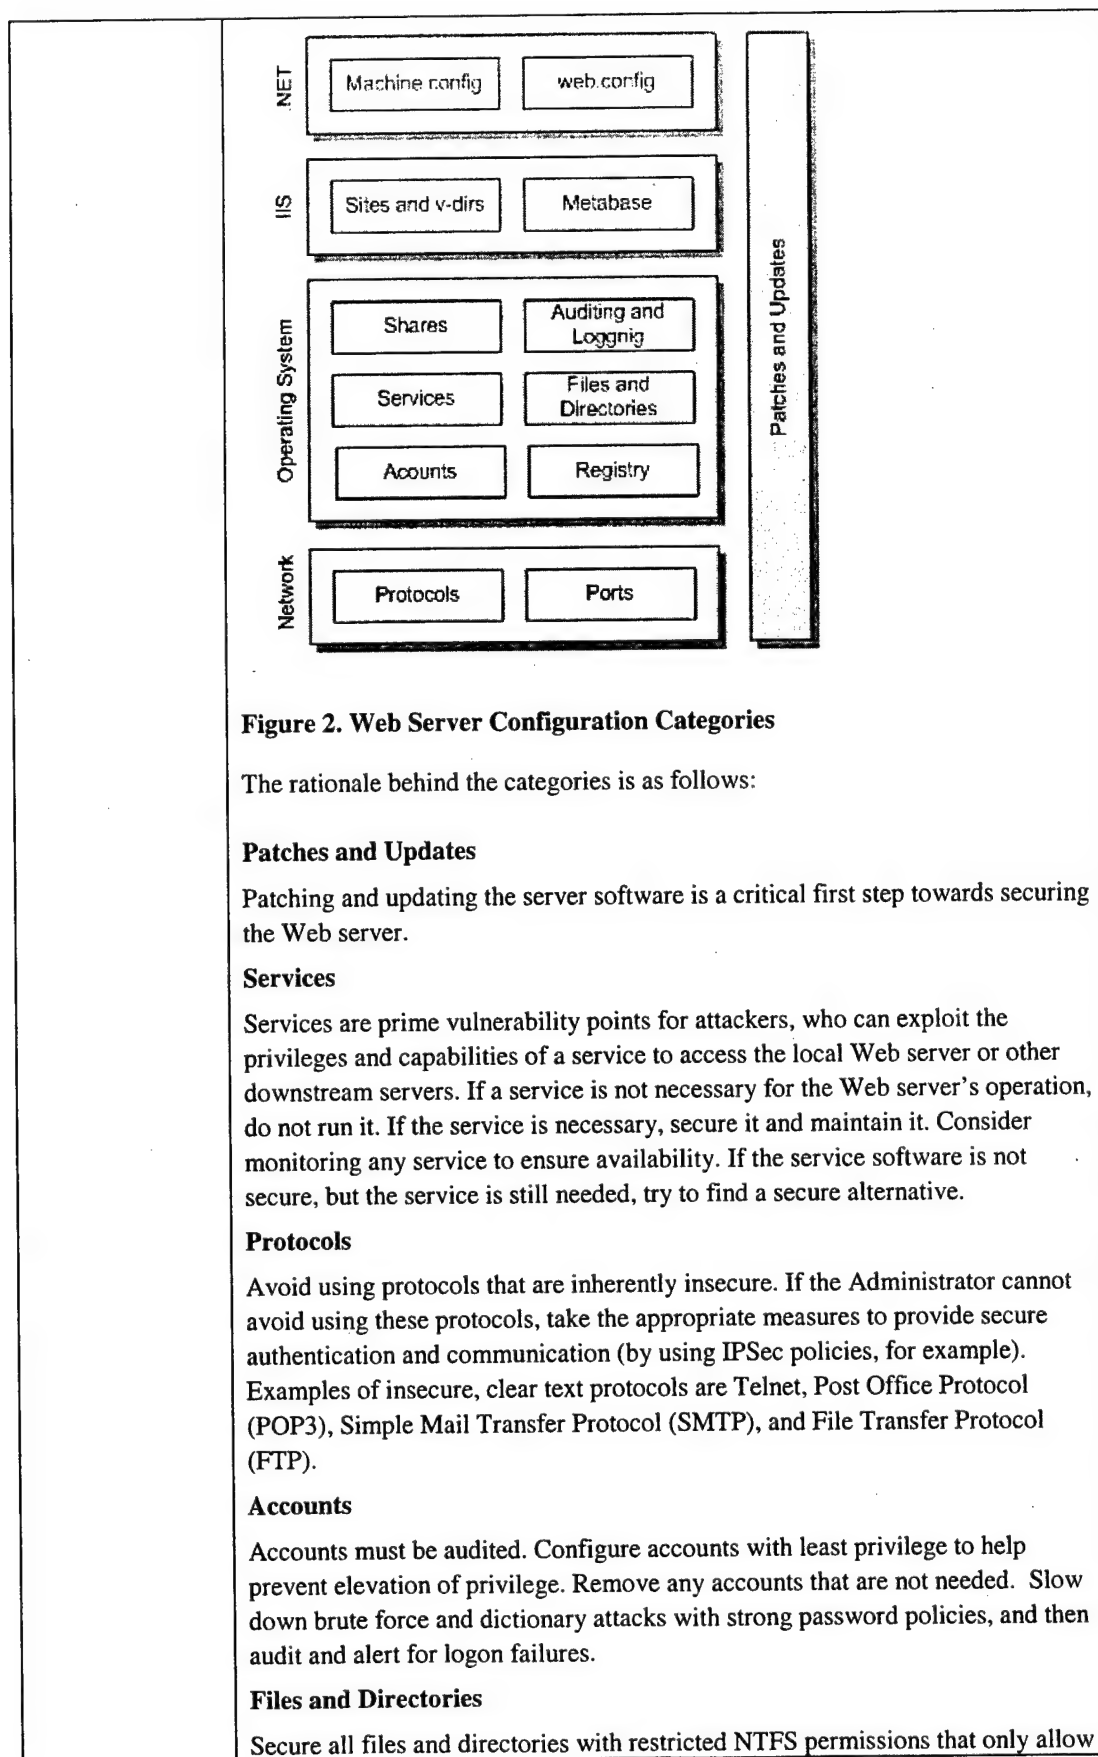 .NET
Machine config
web.config
IIS
Sites and v-dirs
Metabase
Operating System
Shares
Auditing and
Loggnig
Services
Files and
Directories
Acounts
Registry
Network
Protocols
Ports
Patches and Updates
Figure 2. Web Server Configuration Categories
The rationale behind the categories is as follows:
Patches and Updates
Patching and updating the server software is a critical first step towards securing
the Web server.
Services
Services are prime vulnerability points for attackers, who can exploit the
privileges and capabilities of a service to access the local Web server or other
downstream servers. If a service is not necessary for the Web server's operation,
do not run it. If the service is necessary, secure it and maintain it. Consider
monitoring any service to ensure availability. If the service software is not
secure, but the service is still needed, try to find a secure alternative.
Protocols
Avoid using protocols that are inherently insecure. If the Administrator cannot
avoid using these protocols, take the appropriate measures to provide secure
authentication and communication (by using IPSec policies, for example).
Examples of insecure, clear text protocols are Telnet, Post Office Protocol
(POP3), Simple Mail Transfer Protocol (SMTP), and File Transfer Protocol
(FTP).
Accounts
Accounts must be audited. Configure accounts with least privilege to help
prevent elevation of privilege. Remove any accounts that are not needed.  Slow
down brute force and dictionary attacks with strong password policies, and then
audit and alert for logon failures.
Files and Directories
Secure all files and directories with restricted NTFS permissions that only allow